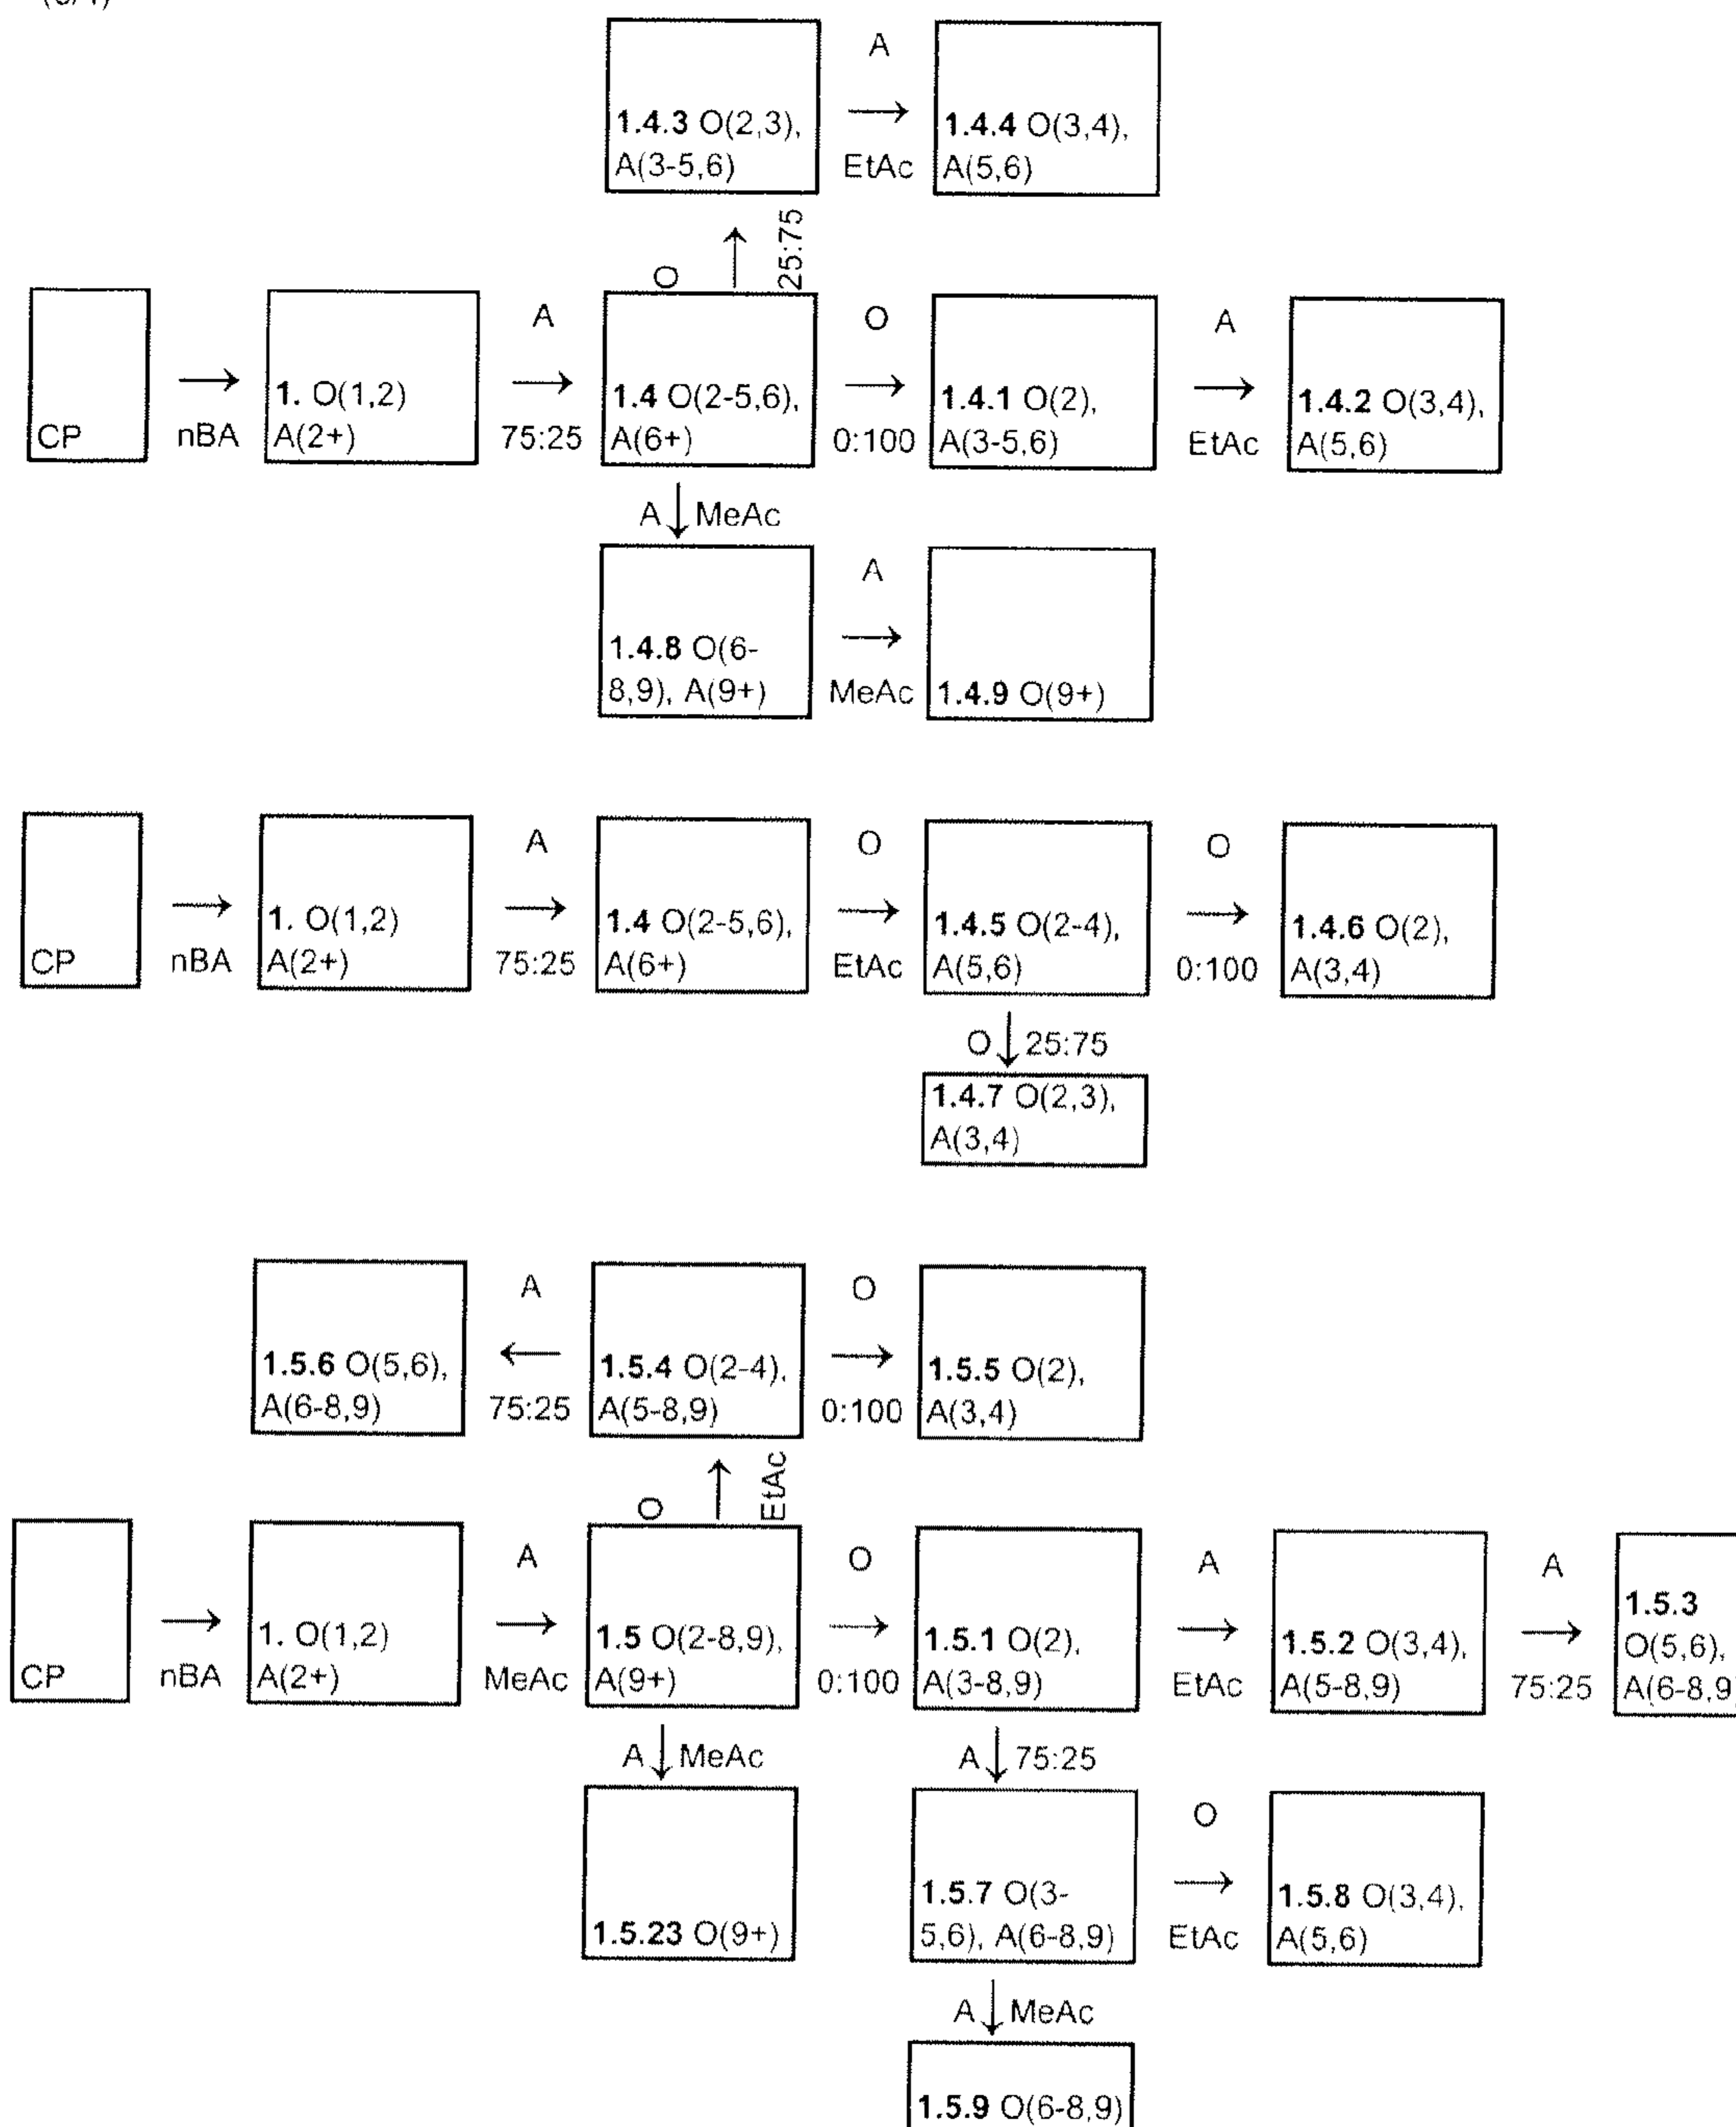 1.4.3 O(2,3),
A(3-5,6)
A
EtAc
1.4.4 O(3,4),
A(5,6)
O
25:75
CP
nBA
1. O(1,2)
A(2+)
A
75:25
1.4 O(2-5,6),
A(6+)
O
0:100
1.4.1 O(2),
A(3-5,6)
A
EtAc
1.4.2 O(3,4),
A(5,6)
A MeAc
1.4.8 O(6-
8,9), A(9+)
A
MeAc
1.4.9 O(9+)
CP
nBA
1. O(1,2)
A(2+)
A
75:25
1.4 O(2-5,6),
A(6+)
O
EtAc
1.4.5 O(2-4),
A(5,6)
O
0:100
1.4.6 O(2),
A(3,4)
O 25:75
1.4.7 O(2,3),
A(3,4)
1.5.6 O(5,6),
A(6-8,9)
A
75:25
1.5.4 O(2-4),
A(5-8,9)
O
0:100
1.5.5 O(2),
A(3,4)
O
EtAc
CP
nBA
1. O(1,2)
A(2+)
A
MeAc
1.5 O(2-8,9),
A(9+)
O
0:100
1.5.1 O(2),
A(3-8,9)
A
EtAc
1.5.2 O(3,4),
A(5-8,9)
A
75:25
1.5.3
O(5,6),
A(6-8,9
A MeAc
1.5.23 O(9+)
A 75:25
1.5.7 O(3-
5,6), A(6-8,9)
O
EtAc
1.5.8 O(3,4),
A(5,6)
A MeAc
1.5.9 O(6-8,9)